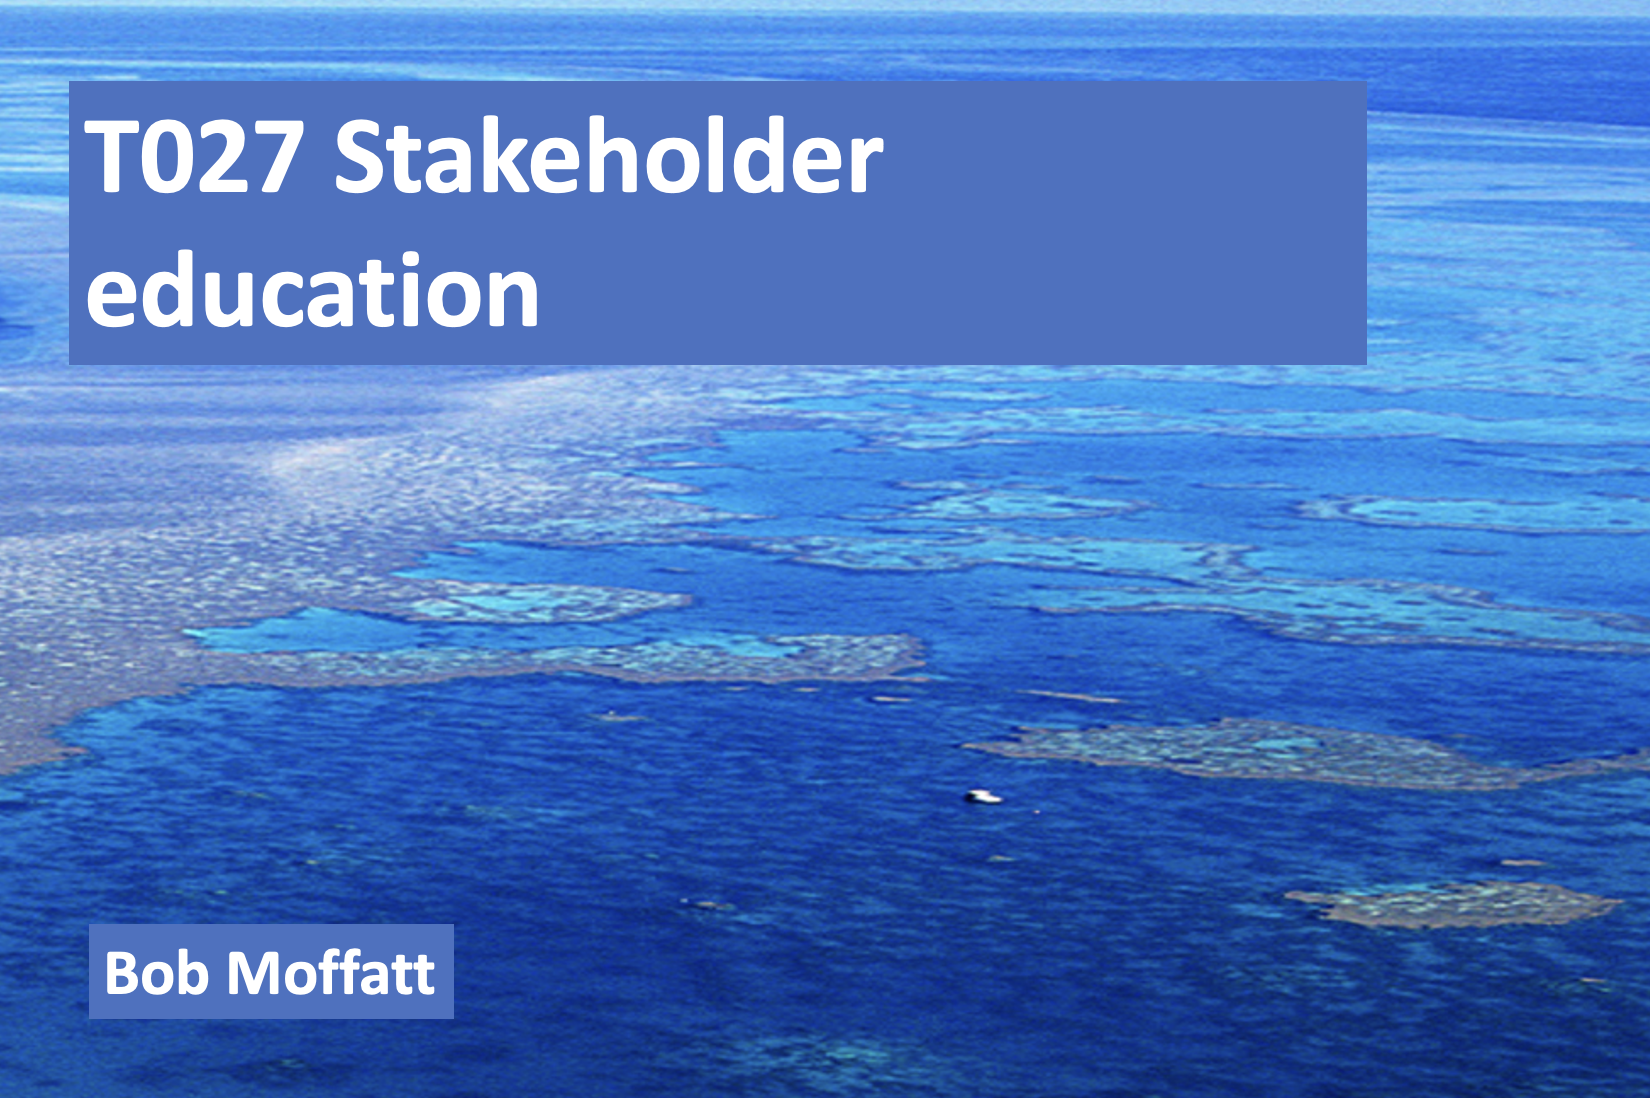 T027 Stakeholder
education
Bob Moffatt